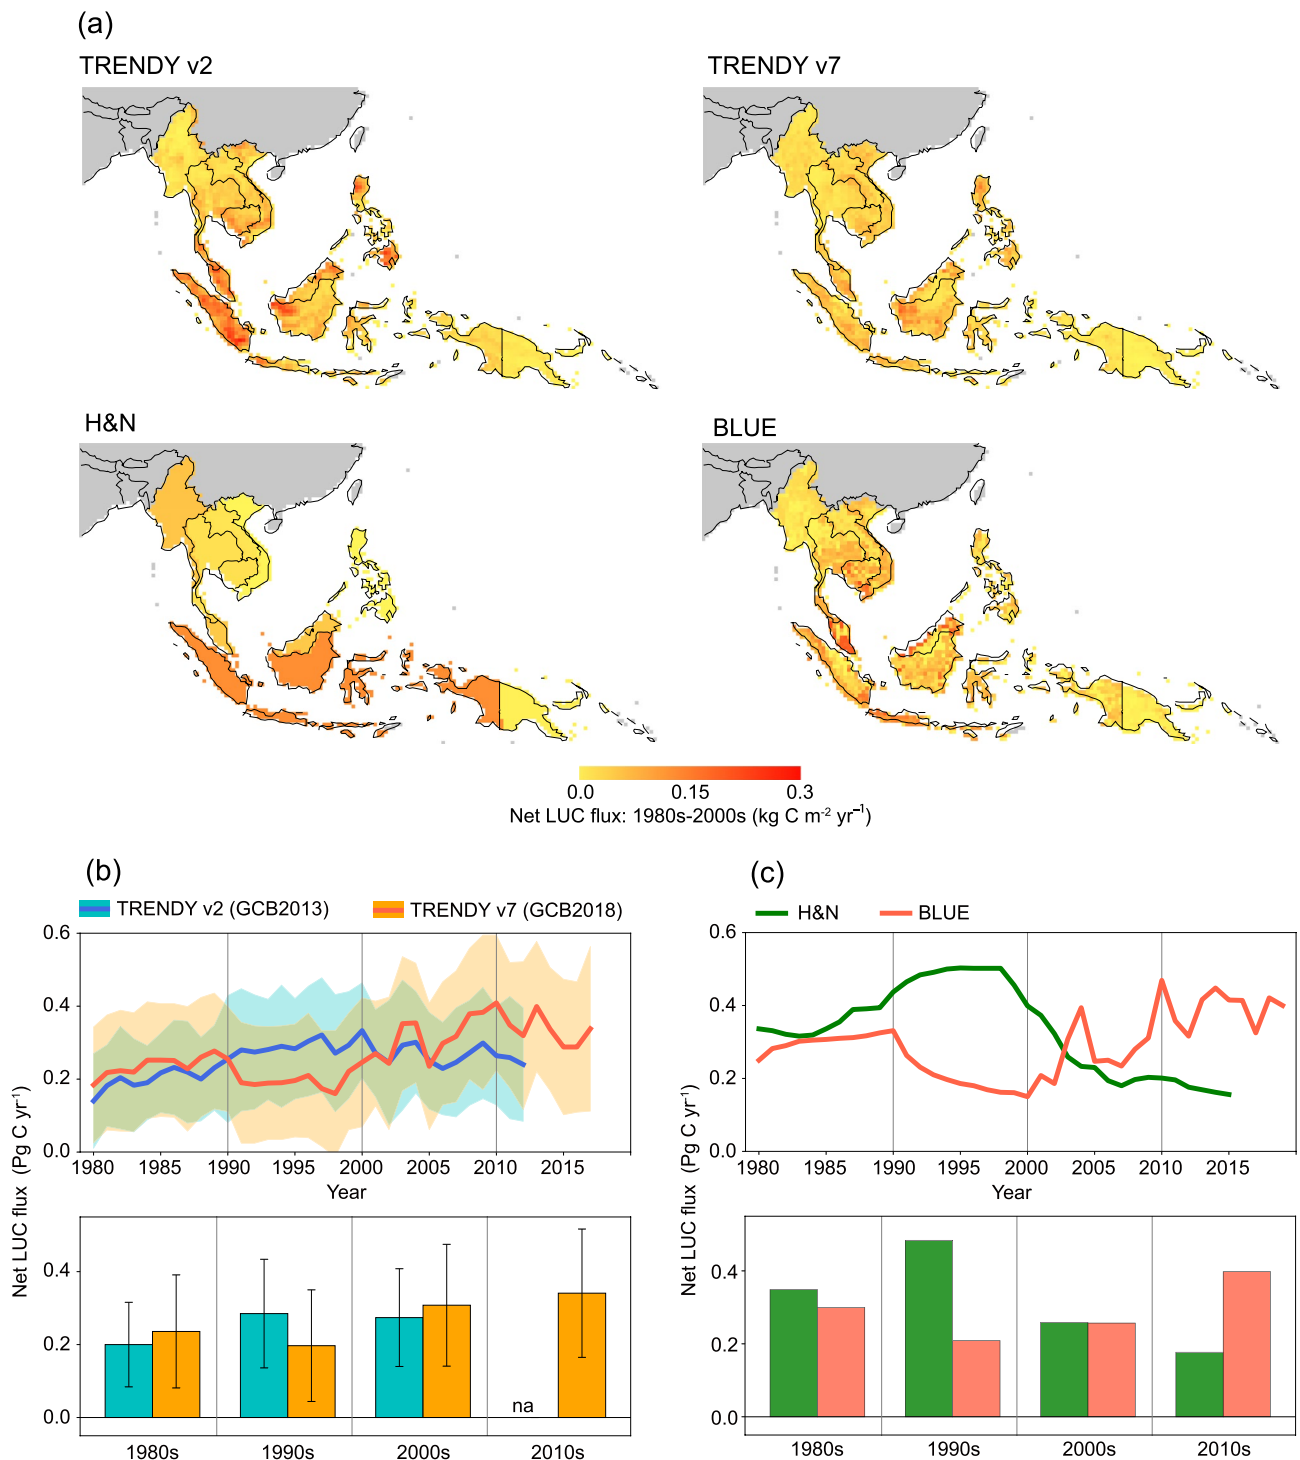 (a)
TRENDY v2
TRENDY v7
H&N
BLUE
0.0 0.15 0.3
Net LUC flux: 1980s-2000s (kg C m⁻² yr⁻¹)
(b)
TRENDY v2 (GCB2013) TRENDY v7 (GCB2018)
0.6
0.4
0.2
0.0
1980 1985 1990 1995 2000 2005 2010 2015
Year
Net LUC flux (Pg C yr⁻¹)
0.4
0.2
0.0
na
1980s 1990s 2000s 2010s
(c)
H&N BLUE
0.6
0.4
0.2
0.0
1980 1985 1990 1995 2000 2005 2010 2015
Year
Net LUC flux (Pg C yr⁻¹)
0.4
0.2
0.0
1980s 1990s 2000s 2010s